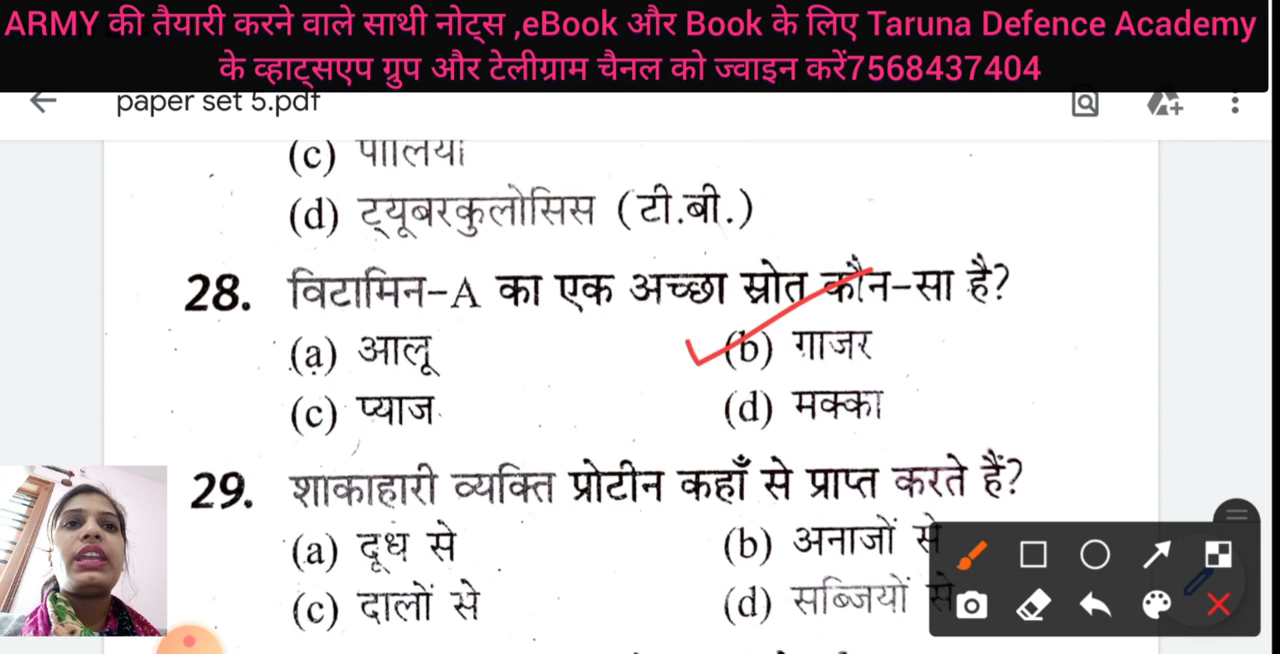 ARMY की तैयारी करने वाले साथी नोट्स ,eBook और Book के लिए Taruna Defence Academy
के व्हाट्सएप ग्रुप और टेलीग्राम चैनल को ज्वाइन करें7568437404
paper set 5.pdf
(c) पोलियो
(d) ट्यूबरकुलोसिस (टी.बी.)
28. विटामिन-A का एक अच्छा स्रोत कौन-सा है?
(a) आलू (b) गाजर
(c) प्याज (d) मक्का
29. शाकाहारी व्यक्ति प्रोटीन कहाँ से प्राप्त करते हैं?
(a) दूध से (b) अनाजों से
(c) दालों से (d) सब्जियों से